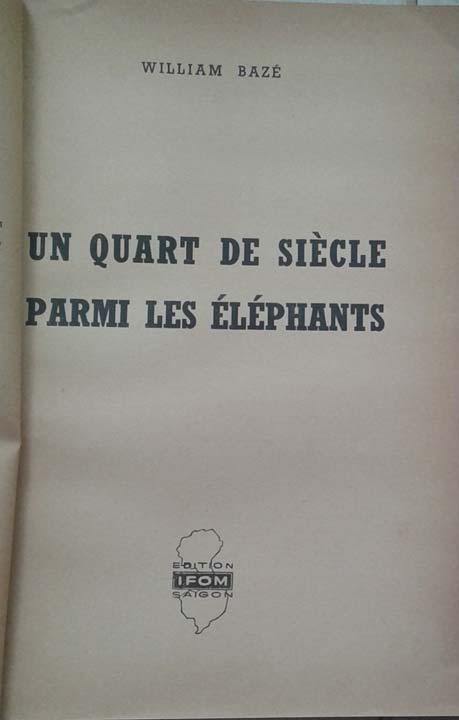 WILLIAM BAZÉ
UN QUART DE SIÈCLE
PARMI LES ÉLÉPHANTS
EDITION
IFOM
SAIGON